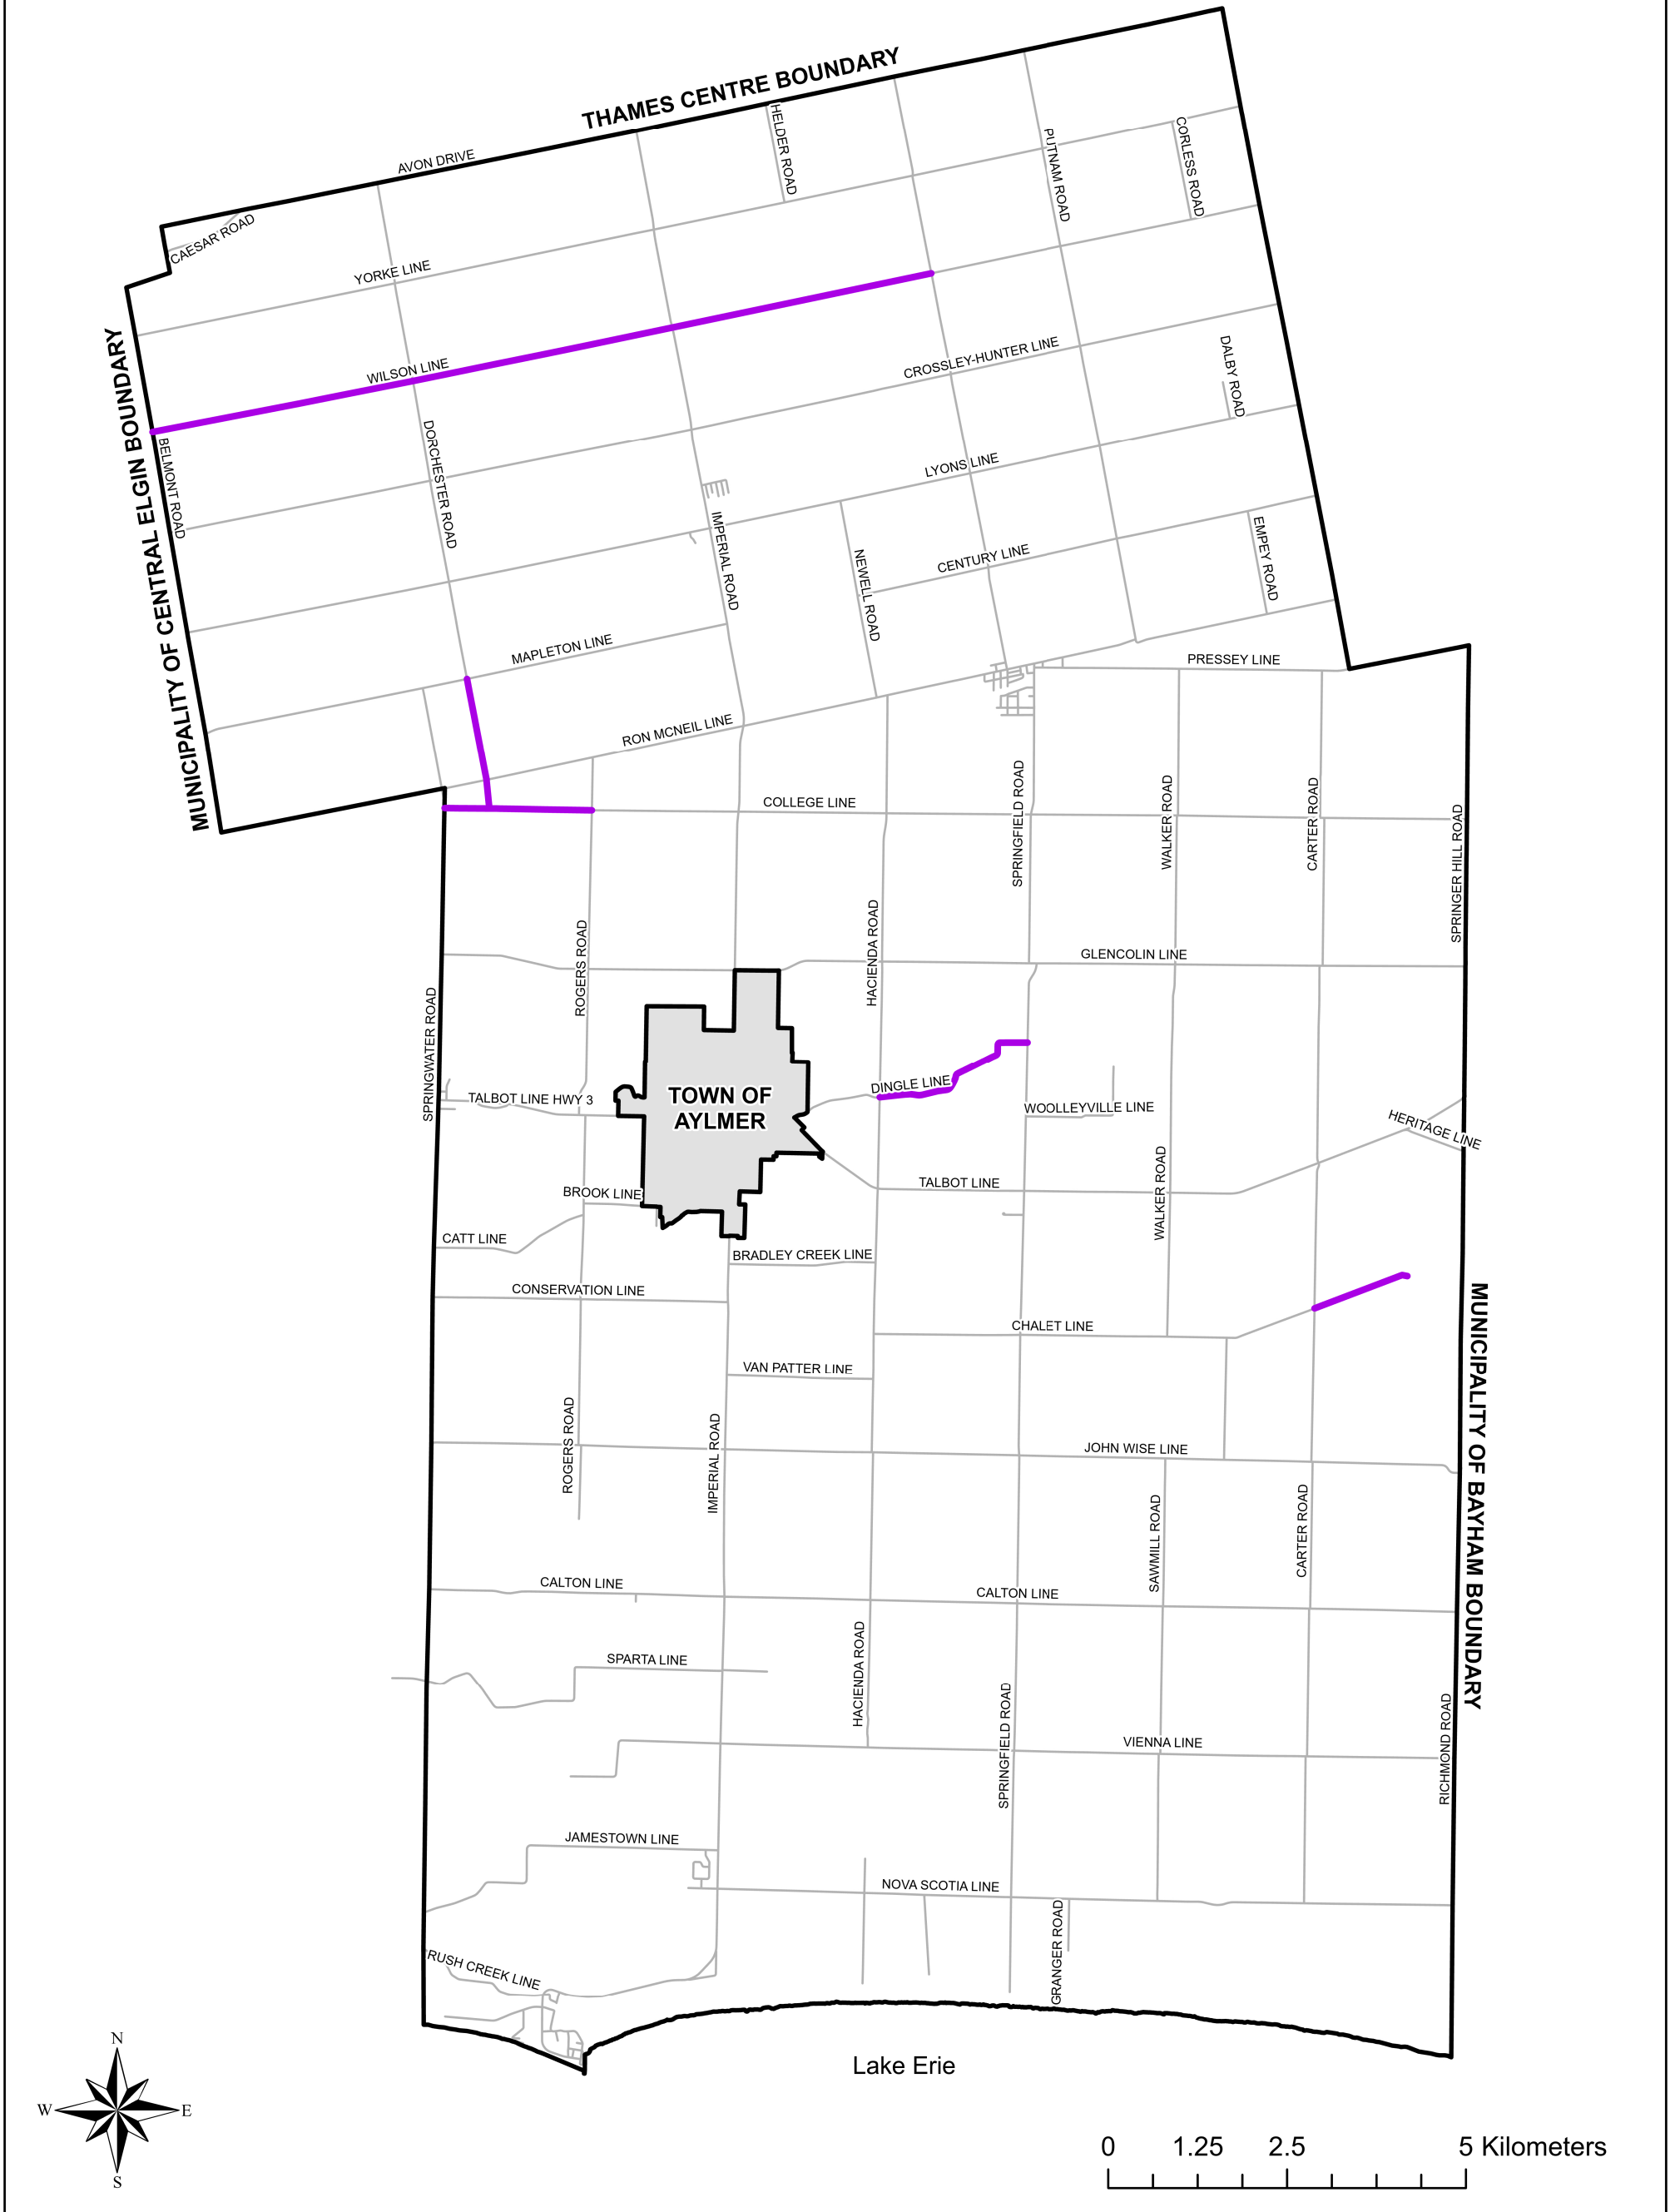 THAMES CENTRE BOUNDARY
HELDER ROAD
CORLESS ROAD
PUTNAM ROAD
AVON DRIVE
CAESAR ROAD
YORKE LINE
MUNICIPALITY OF CENTRAL ELGIN BOUNDARY
WILSON LINE
CROSSLEY-HUNTER LINE
DALBY ROAD
BELMONT ROAD
DORCHESTER ROAD
LYONS LINE
IMPERIAL ROAD
NEWELL ROAD
CENTURY LINE
EMPEY ROAD
MAPLETON LINE
PRESSEY LINE
RON MCNEIL LINE
SPRINGFIELD ROAD
WALKER ROAD
CARTER ROAD
SPRINGER HILL ROAD
COLLEGE LINE
HACIENDA ROAD
ROGERS ROAD
GLENCOLIN LINE
SPRINGWATER ROAD
DINGLE LINE
TALBOT LINE HWY 3
TOWN OF
AYLMER
WOOLLEYVILLE LINE
HERITAGE LINE
WALKER ROAD
TALBOT LINE
BROOK LINE
CATT LINE
BRADLEY CREEK LINE
CONSERVATION LINE
MUNICIPALITY OF BAYHAM BOUNDARY
CHALET LINE
VAN PATTER LINE
ROGERS ROAD
IMPERIAL ROAD
JOHN WISE LINE
SAWMILL ROAD
CARTER ROAD
CALTON LINE
CALTON LINE
HACIENDA ROAD
SPARTA LINE
SPRINGFIELD ROAD
RICHMOND ROAD
VIENNA LINE
JAMESTOWN LINE
NOVA SCOTIA LINE
GRANGER ROAD
RUSH CREEK LINE
Lake Erie
N
W
E
S
0 1.25 2.5 5 Kilometers